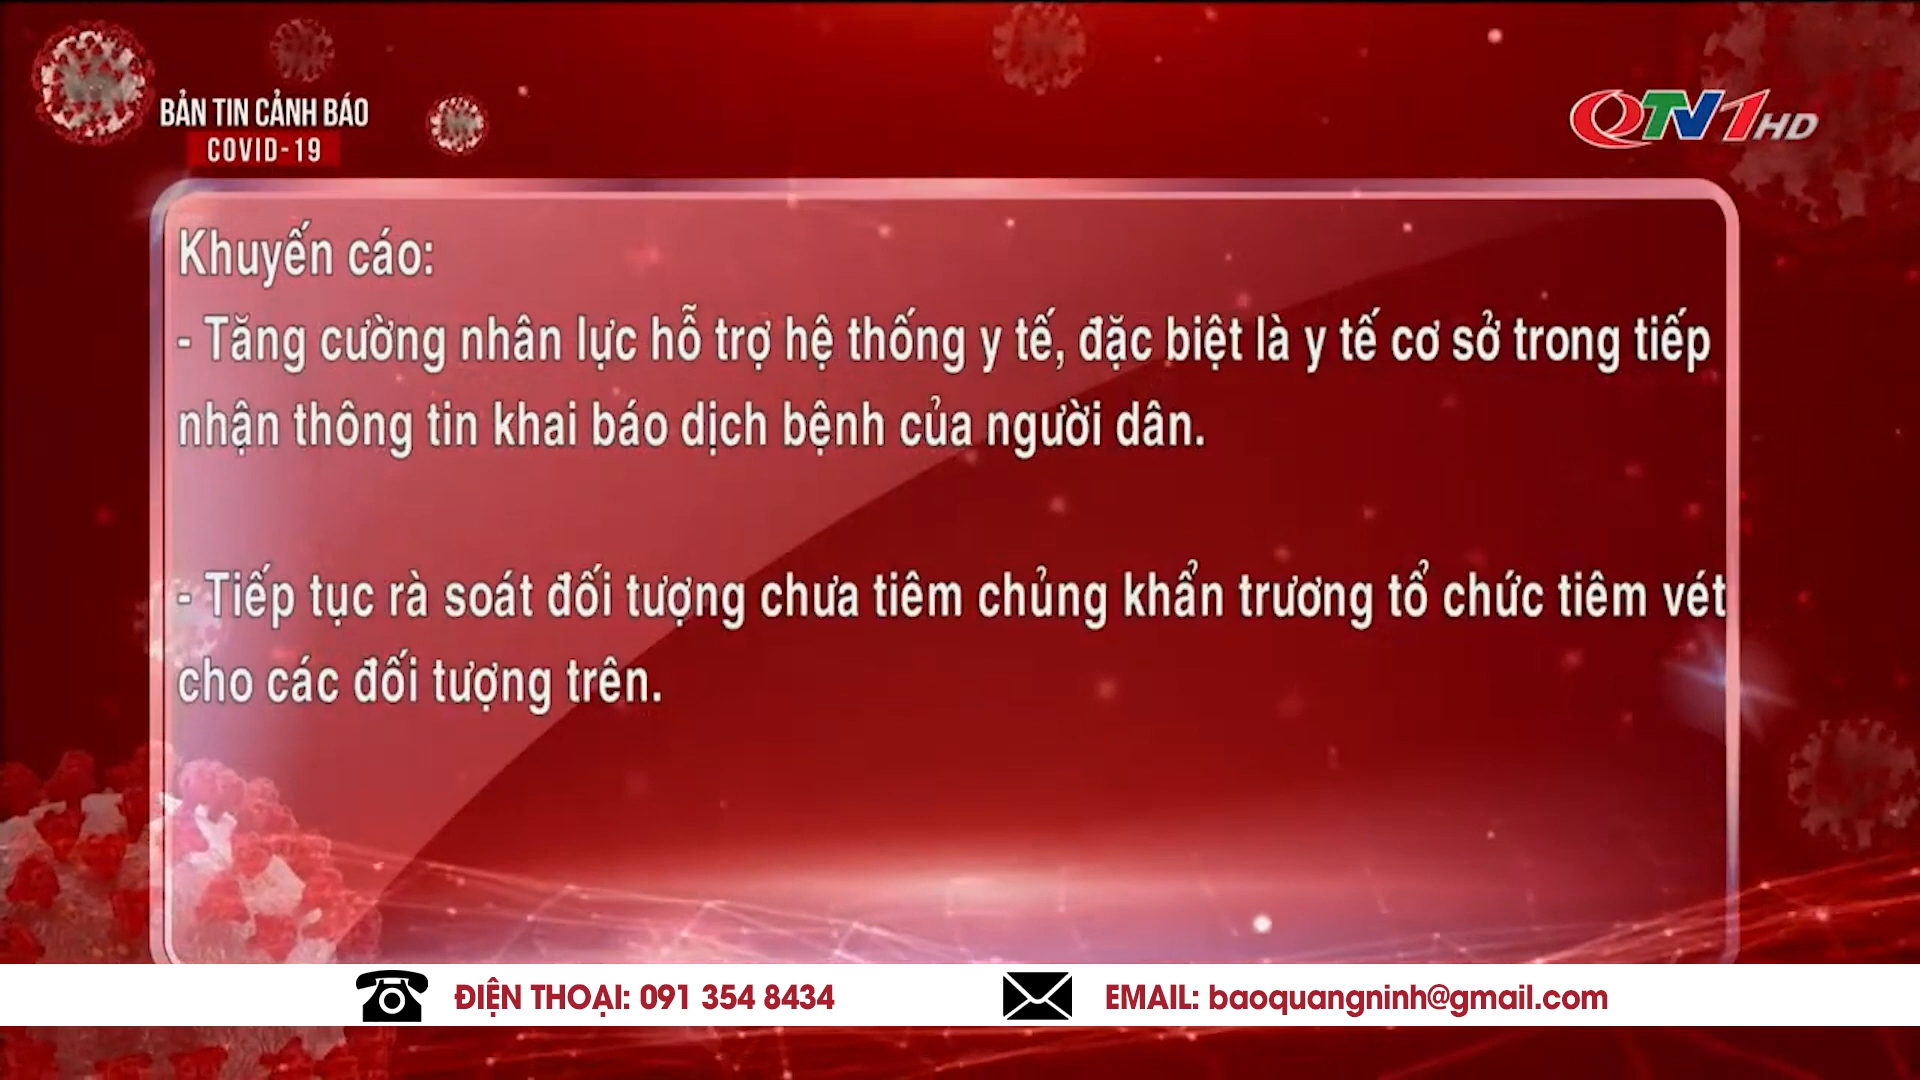 BẢN TIN CẢNH BÁO
COVID-19
QTV1HD
Khuyến cáo:
- Tăng cường nhân lực hỗ trợ hệ thống y tế, đặc biệt là y tế cơ sở trong tiếp
nhận thông tin khai báo dịch bệnh của người dân.
- Tiếp tục rà soát đối tượng chưa tiêm chủng khẩn trương tổ chức tiêm vét
cho các đối tượng trên.
ĐIỆN THOẠI: 091 354 8434
EMAIL: baoquangninh@gmail.com